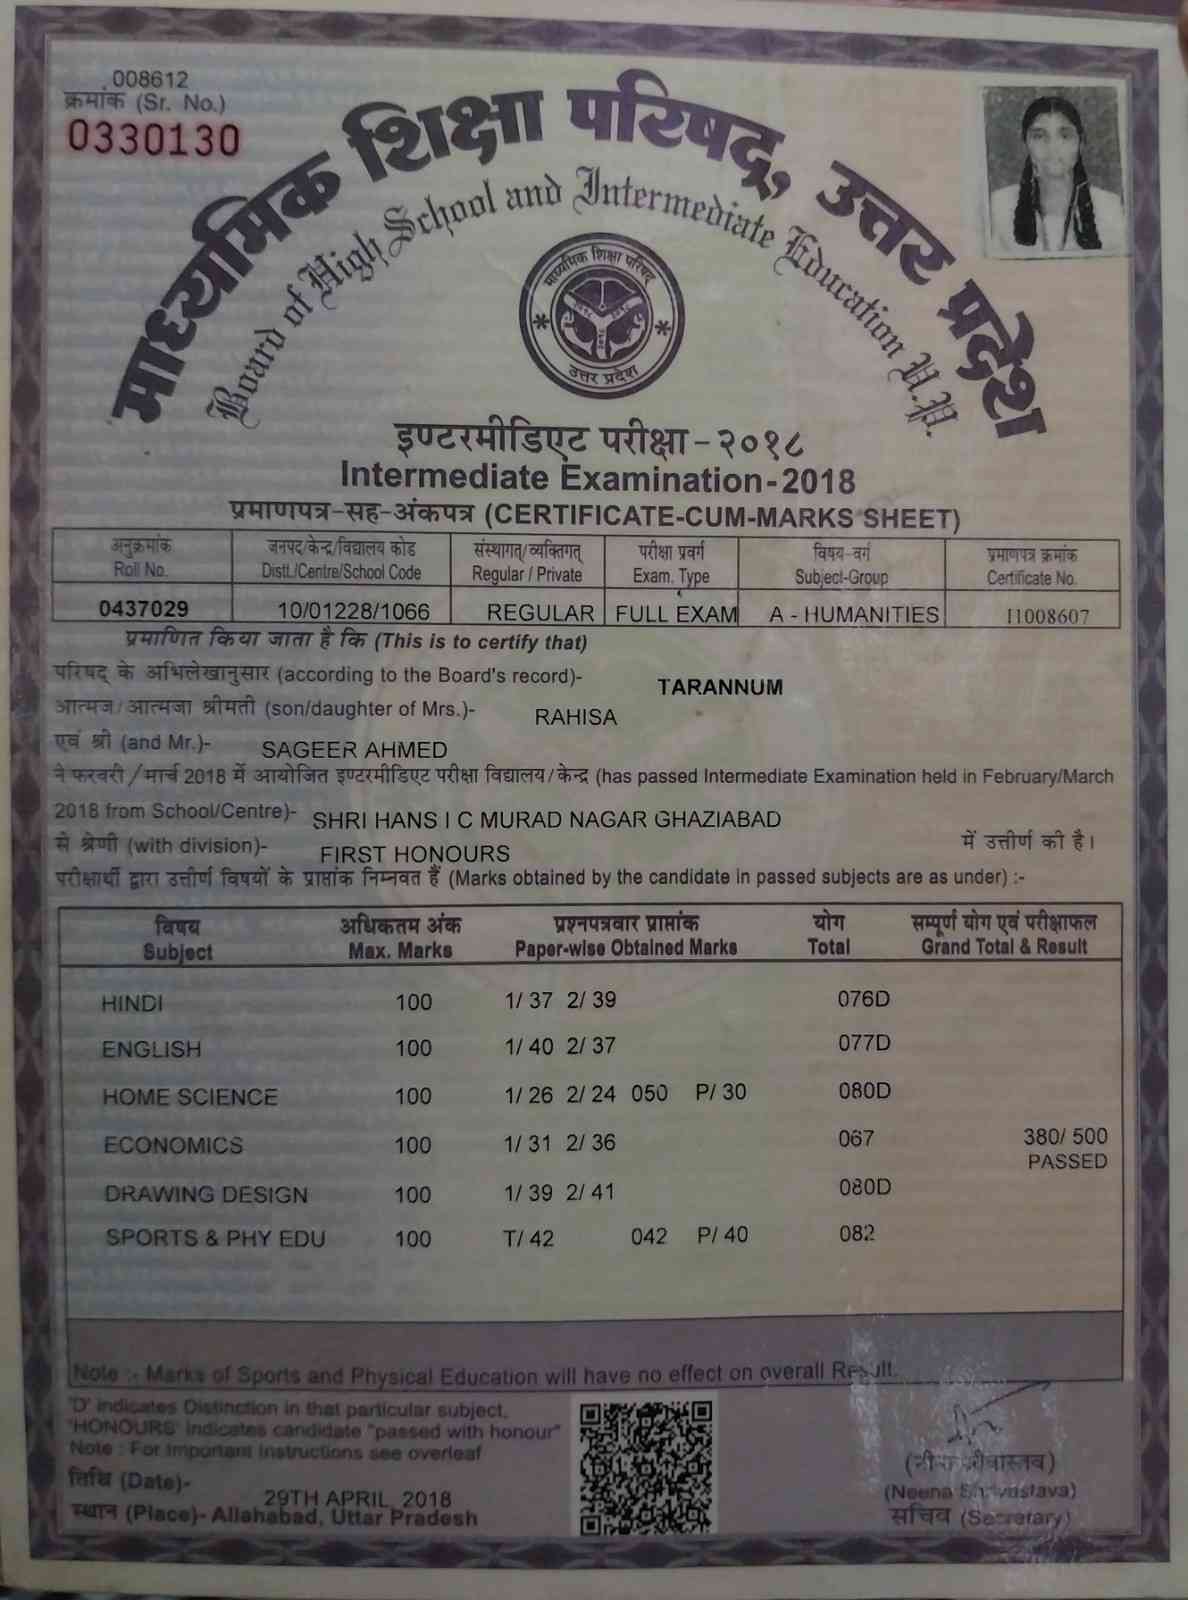 008612
क्रमांक (Sr. No.)
0330130
माध्यमिक शिक्षा परिषद्, उत्तर प्रदेश
Board of High School and Intermediate Education U.P.
माध्यमिक शिक्षा परिषद्
उत्तर प्रदेश
इण्टरमीडिएट परीक्षा-२०१८
Intermediate Examination-2018
प्रमाणपत्र-सह-अंकपत्र (CERTIFICATE-CUM-MARKS SHEET)
अनुक्रमांक जनपद/केन्द्र/विद्यालय कोड संस्थागत्/व्यक्तिगत् परीक्षा प्रवर्ग विषय-वर्ग प्रमाणपत्र क्रमांक
Roll No. Distt./Centre/School Code Regular / Private Exam. Type Subject-Group Certificate No.
0437029 10/01228/1066 REGULAR FULL EXAM A - HUMANITIES 11008607
प्रमाणित किया जाता है कि (This is to certify that)
परिषद् के अभिलेखानुसार (according to the Board's record)- TARANNUM
आत्मज/आत्मजा श्रीमती (son/daughter of Mrs.)- RAHISA
एवं श्री (and Mr.)- SAGEER AHMED
ने फरवरी/मार्च 2018 में आयोजित इण्टरमीडिएट परीक्षा विद्यालय/केन्द्र (has passed Intermediate Examination held in February/March
2018 from School/Centre)- SHRI HANS I C MURAD NAGAR GHAZIABAD
से श्रेणी (with division)- FIRST HONOURS में उत्तीर्ण की है।
परीक्षार्थी द्वारा उत्तीर्ण विषयों के प्राप्तांक निम्नवत हैं (Marks obtained by the candidate in passed subjects are as under) :-
विषय अधिकतम अंक प्रश्नपत्रवार प्राप्तांक योग सम्पूर्ण योग एवं परीक्षाफल
Subject Max. Marks Paper-wise Obtained Marks Total Grand Total & Result
HINDI 100 1/ 37 2/ 39 076D
ENGLISH 100 1/ 40 2/ 37 077D
HOME SCIENCE 100 1/ 26 2/ 24 050 P/ 30 080D
ECONOMICS 100 1/ 31 2/ 36 067 380/ 500
PASSED
DRAWING DESIGN 100 1/ 39 2/ 41 080D
SPORTS & PHY EDU 100 T/ 42 042 P/ 40 082
Note :- Marks of Sports and Physical Education will have no effect on overall Result.
'D' indicates Distinction in that particular subject.
'HONOURS' indicates candidate "passed with honour"
Note : For Important Instructions see overleaf
तिथि (Date)- 29TH APRIL, 2018
स्थान (Place)- Allahabad, Uttar Pradesh
(नीना श्रीवास्तव)
(Neena Shrivastava)
सचिव (Secretary)